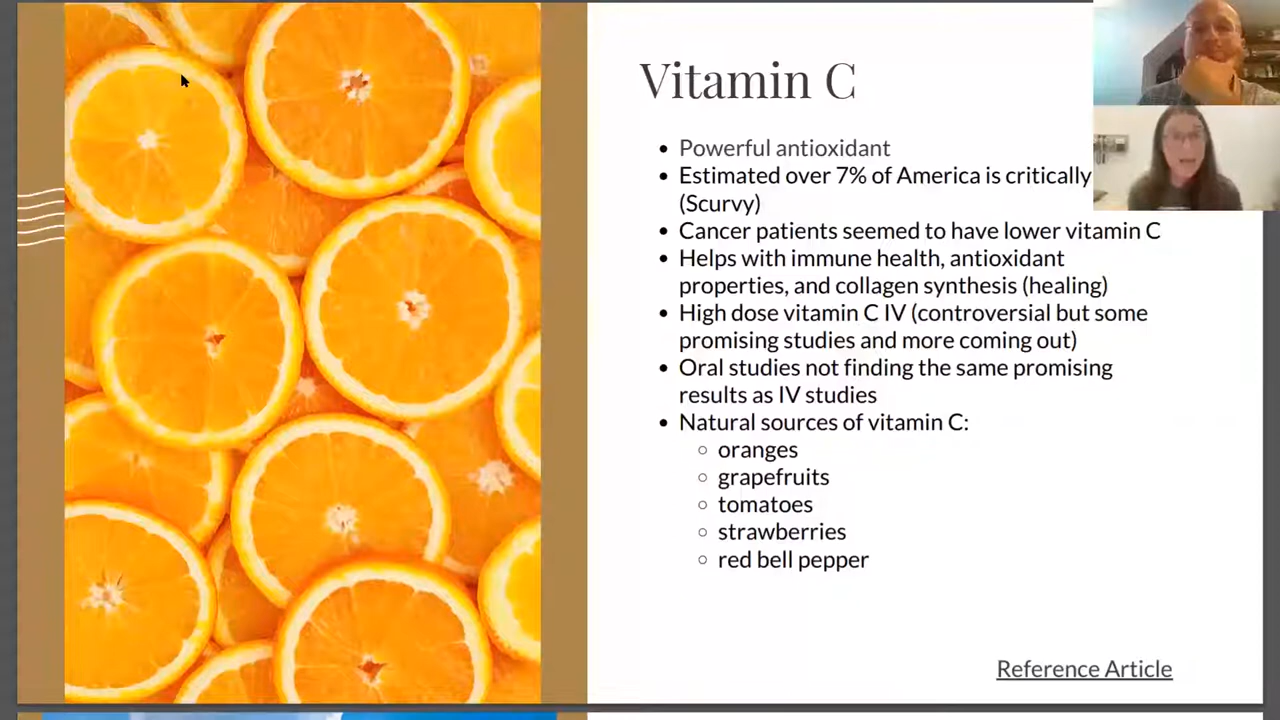 Vitamin C
Powerful antioxidant
Estimated over 7% of America is critically
(Scurvy)
Cancer patients seemed to have lower vitamin C
Helps with immune health, antioxidant
properties, and collagen synthesis (healing)
High dose vitamin C IV (controversial but some
promising studies and more coming out)
Oral studies not finding the same promising
results as IV studies
Natural sources of vitamin C:
oranges
grapefruits
tomatoes
strawberries
red bell pepper
Reference Article